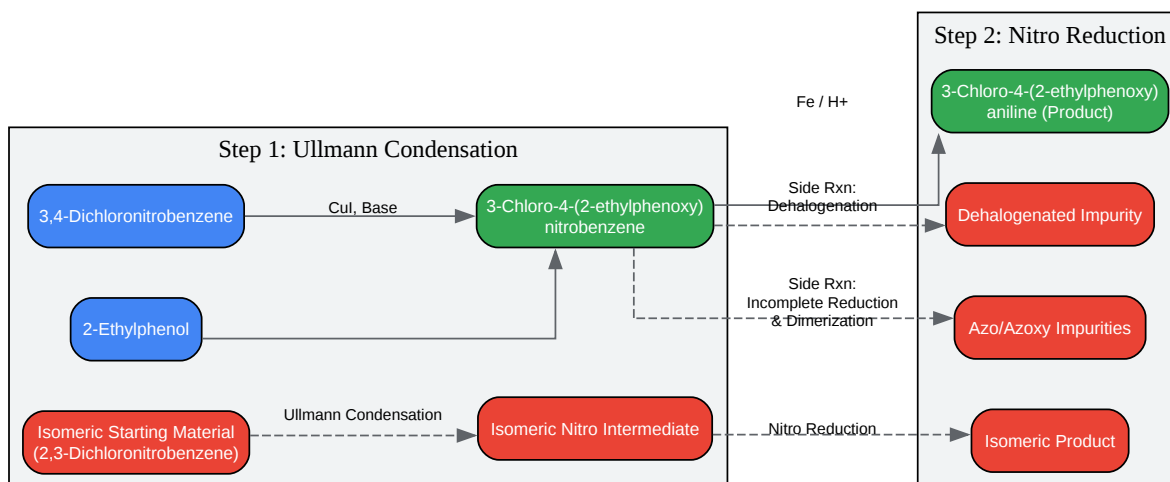 Step 2: Nitro Reduction
3-Chloro-4-(2-ethylphenoxy)
aniline (Product)
Fe / H+
Step 1: Ullmann Condensation
3,4-Dichloronitrobenzene
CuI, Base
3-Chloro-4-(2-ethylphenoxy)
nitrobenzene
Side Rxn:
Dehalogenation
Dehalogenated Impurity
2-Ethylphenol
Side Rxn:
Incomplete Reduction
& Dimerization
Azo/Azoxy Impurities
Isomeric Starting Material
(2,3-Dichloronitrobenzene)
Ullmann Condensation
Isomeric Nitro Intermediate
Nitro Reduction
Isomeric Product